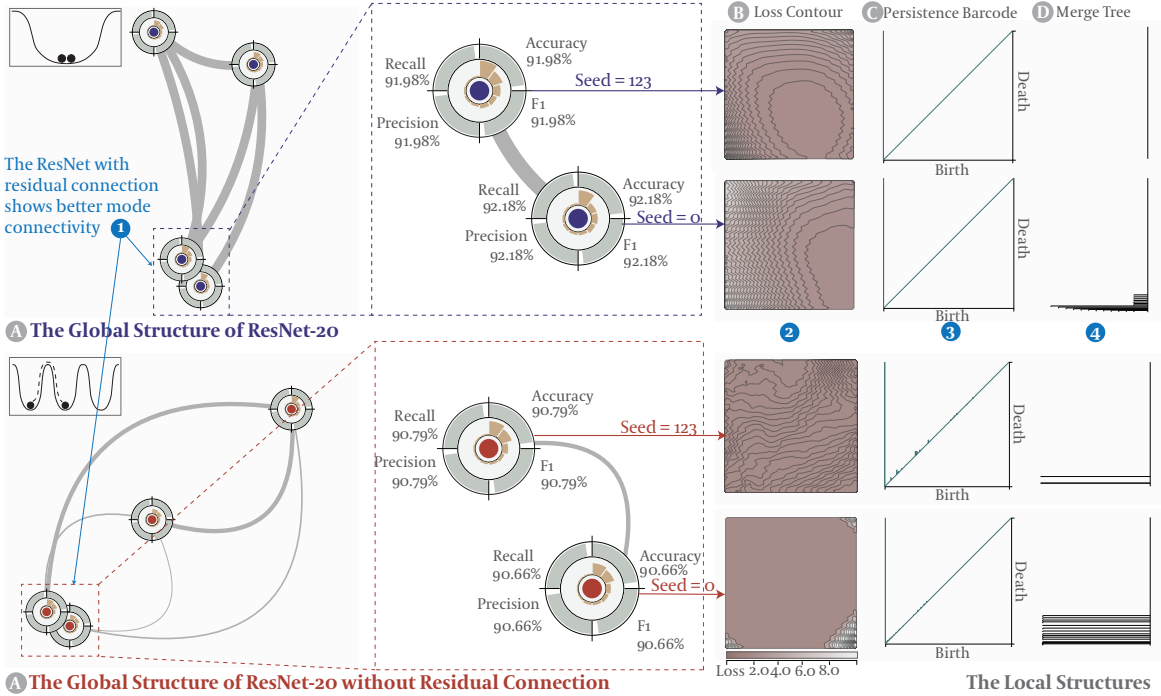 B Loss Contour
C Persistence Barcode
D Merge Tree
The ResNet with
residual connection
shows better mode
connectivity
1
Accuracy
91.98%
Recall
91.98%
Precision
91.98%
F1
91.98%
Seed = 123
Recall
92.18%
Accuracy
92.18%
Precision
92.18%
F1
92.18%
Seed = 0
Death
Birth
Death
Birth
A The Global Structure of ResNet-20
2
3
4
Accuracy
90.79%
Recall
90.79%
Precision
90.79%
F1
90.79%
Seed = 123
Recall
90.66%
Accuracy
90.66%
Precision
90.66%
F1
90.66%
Seed = 0
Death
Birth
Death
Birth
Loss 2.0 4.0 6.0 8.0
A The Global Structure of ResNet-20 without Residual Connection
The Local Structures